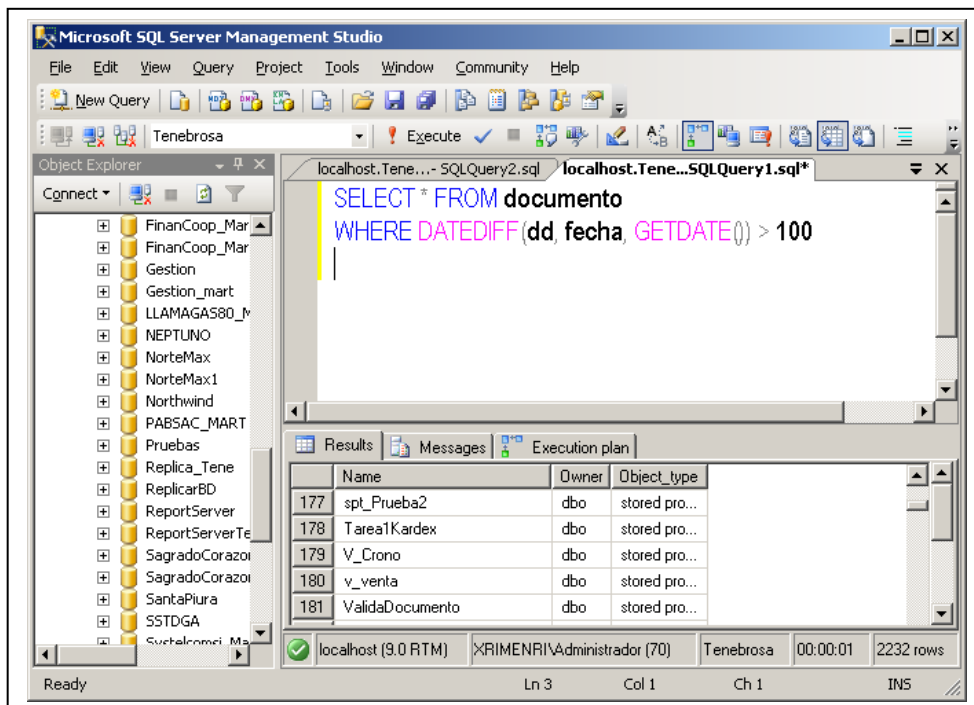 Microsoft SQL Server Management Studio
File Edit View Query Project Tools Window Community Help
New Query
Tenebrosa Execute
Object Explorer
Connect
FinanCoop_Mar
FinanCoop_Mar
Gestion
Gestion_mart
LLAMAGAS80_M
NEPTUNO
NorteMax
NorteMax1
Northwind
PABSAC_MART
Pruebas
Replica_Tene
ReplicarBD
ReportServer
ReportServerTe
SagradoCorazon
SagradoCorazon
SantaPiura
SSTDGA
Systelcomsi_Ma
localhost.Tene...- SQLQuery2.sql localhost.Tene...SQLQuery1.sql*
SELECT * FROM documento
WHERE DATEDIFF(dd, fecha, GETDATE()) > 100
Results Messages Execution plan
Name Owner Object_type
177 spt_Prueba2 dbo stored pro...
178 Tarea1Kardex dbo stored pro...
179 V_Crono dbo stored pro...
180 v_venta dbo stored pro...
181 ValidaDocumento dbo stored pro...
localhost (9.0 RTM) XRIMENRI\Administrador (70) Tenebrosa 00:00:01 2232 rows
Ready Ln 3 Col 1 Ch 1 INS